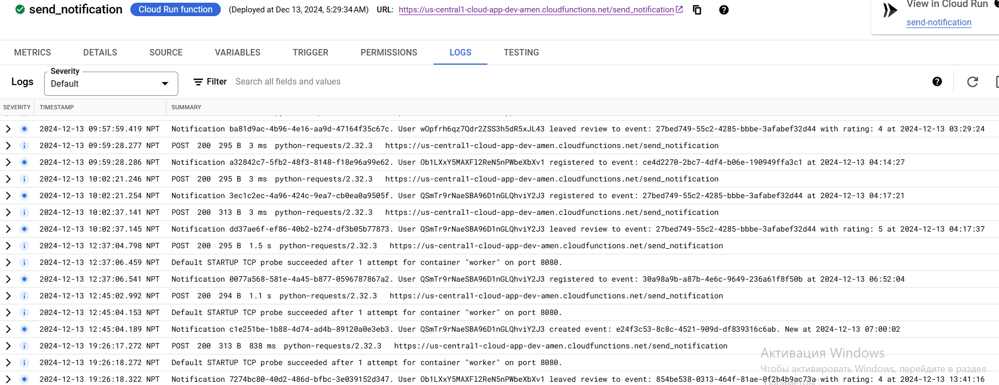 send_notification Cloud Run function (Deployed at Dec 13, 2024, 5:29:34 AM) URL: https://us-central1-cloud-app-dev-amen.cloudfunctions.net/send_notification
View in Cloud Run
send-notification
METRICS DETAILS SOURCE VARIABLES TRIGGER PERMISSIONS LOGS TESTING
Logs Severity Default Filter Search all fields and values
SEVERITY TIMESTAMP SUMMARY
2024-12-13 09:57:59.419 NPT Notification ba81d9ac-4b96-4e16-aa9d-47164f35c67c. User wOpfrh6qz7Qdr2ZSS3h5dR5xJL43 leaved review to event: 27bed749-55c2-4285-bbbe-3afabef32d44 with rating: 4 at 2024-12-13 03:29:24
2024-12-13 09:59:28.277 NPT POST 200 295 B 3 ms python-requests/2.32.3 https://us-central1-cloud-app-dev-amen.cloudfunctions.net/send_notification
2024-12-13 09:59:28.286 NPT Notification a32842c7-5fb2-48f3-8148-f18e96a99e62. User Ob1LXxY5MAXFl2ReN5nPWbeXbXv1 registered to event: ce4d2270-2bc7-4df4-b06e-190949ffa3c1 at 2024-12-13 04:14:27
2024-12-13 10:02:21.246 NPT POST 200 295 B 3 ms python-requests/2.32.3 https://us-central1-cloud-app-dev-amen.cloudfunctions.net/send_notification
2024-12-13 10:02:21.254 NPT Notification 3ec1c2ec-4a96-424c-9ea7-cb0ea0a9505f. User QSmTr9rNaeSBA96D1nGLQhviY2J3 registered to event: 27bed749-55c2-4285-bbbe-3afabef32d44 at 2024-12-13 04:17:21
2024-12-13 10:02:37.141 NPT POST 200 313 B 3 ms python-requests/2.32.3 https://us-central1-cloud-app-dev-amen.cloudfunctions.net/send_notification
2024-12-13 10:02:37.145 NPT Notification dd37ae6f-ef86-40b2-b274-df3b05b77873. User QSmTr9rNaeSBA96D1nGLQhviY2J3 leaved review to event: 27bed749-55c2-4285-bbbe-3afabef32d44 with rating: 5 at 2024-12-13 04:17:37
2024-12-13 12:37:04.798 NPT POST 200 295 B 1.5 s python-requests/2.32.3 https://us-central1-cloud-app-dev-amen.cloudfunctions.net/send_notification
2024-12-13 12:37:06.459 NPT Default STARTUP TCP probe succeeded after 1 attempt for container "worker" on port 8080.
2024-12-13 12:37:06.541 NPT Notification 0077a568-581e-4a45-b877-0596787867a2. User QSmTr9rNaeSBA96D1nGLQhviY2J3 registered to event: 30a98a9b-a87b-4e6c-9649-236a61f8f50b at 2024-12-13 06:52:04
2024-12-13 12:45:02.992 NPT POST 200 294 B 1.1 s python-requests/2.32.3 https://us-central1-cloud-app-dev-amen.cloudfunctions.net/send_notification
2024-12-13 12:45:04.153 NPT Default STARTUP TCP probe succeeded after 1 attempt for container "worker" on port 8080.
2024-12-13 12:45:04.189 NPT Notification c1e251be-1b88-4d74-ad4b-89120a0e3eb3. User QSmTr9rNaeSBA96D1nGLQhviY2J3 created event: e24f3c53-8c8c-4521-909d-df839316c6ab. New at 2024-12-13 07:00:02
2024-12-13 19:26:17.272 NPT POST 200 313 B 838 ms python-requests/2.32.3 https://us-central1-cloud-app-dev-amen.cloudfunctions.net/send_notification
Активация Windows
2024-12-13 19:26:18.272 NPT Default STARTUP TCP probe succeeded after 1 attempt for container "worker" on port 8080.
Чтобы активировать Windows, перейдите в раздел
2024-12-13 19:26:18.322 NPT Notification 7274bc80-40d2-486d-bfbc-3e039152d347. User Ob1LXxY5MAXFl2ReN5nPWbeXbXv1 leaved review to event: 854be538-0313-464f-81ae-0f2b4b9ac73a with rating: 4 at 2024-12-13 13:41:16
"Параметры".